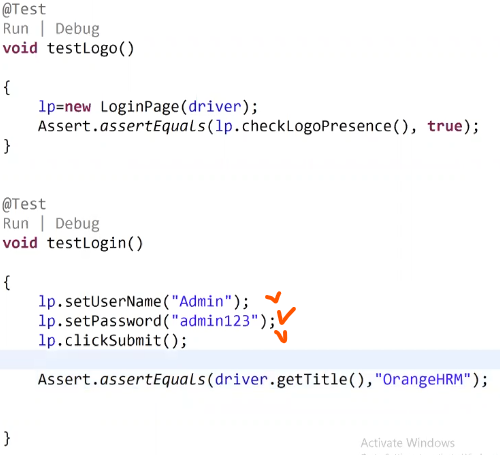 @Test
Run | Debug
void testLogo()
{
lp=new LoginPage(driver);
Assert.assertEquals(lp.checkLogoPresence(), true);
}
@Test
Run | Debug
void testLogin()
{
lp.setUserName("Admin");
lp.setPassword("admin123");
lp.clickSubmit();
Assert.assertEquals(driver.getTitle(),"OrangeHRM");
}
Activate Windows